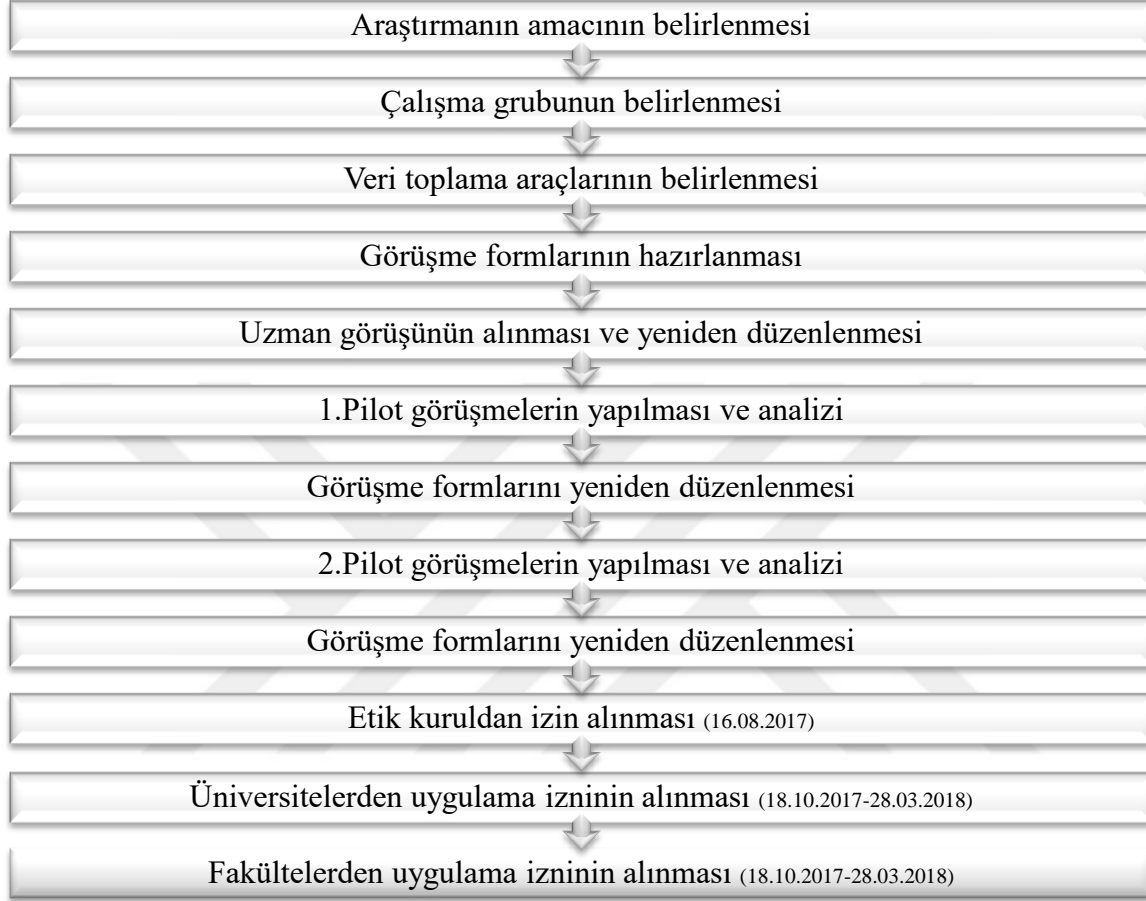 Araştırmanın amacının belirlenmesi
Çalışma grubunun belirlenmesi
Veri toplama araçlarının belirlenmesi
Görüşme formlarının hazırlanması
Uzman görüşünün alınması ve yeniden düzenlenmesi
1.Pilot görüşmelerin yapılması ve analizi
Görüşme formlarını yeniden düzenlenmesi
2.Pilot görüşmelerin yapılması ve analizi
Görüşme formlarını yeniden düzenlenmesi
Etik kuruldan izin alınması (16.08.2017)
Üniversitelerden uygulama izninin alınması (18.10.2017-28.03.2018)
Fakültelerden uygulama izninin alınması (18.10.2017-28.03.2018)